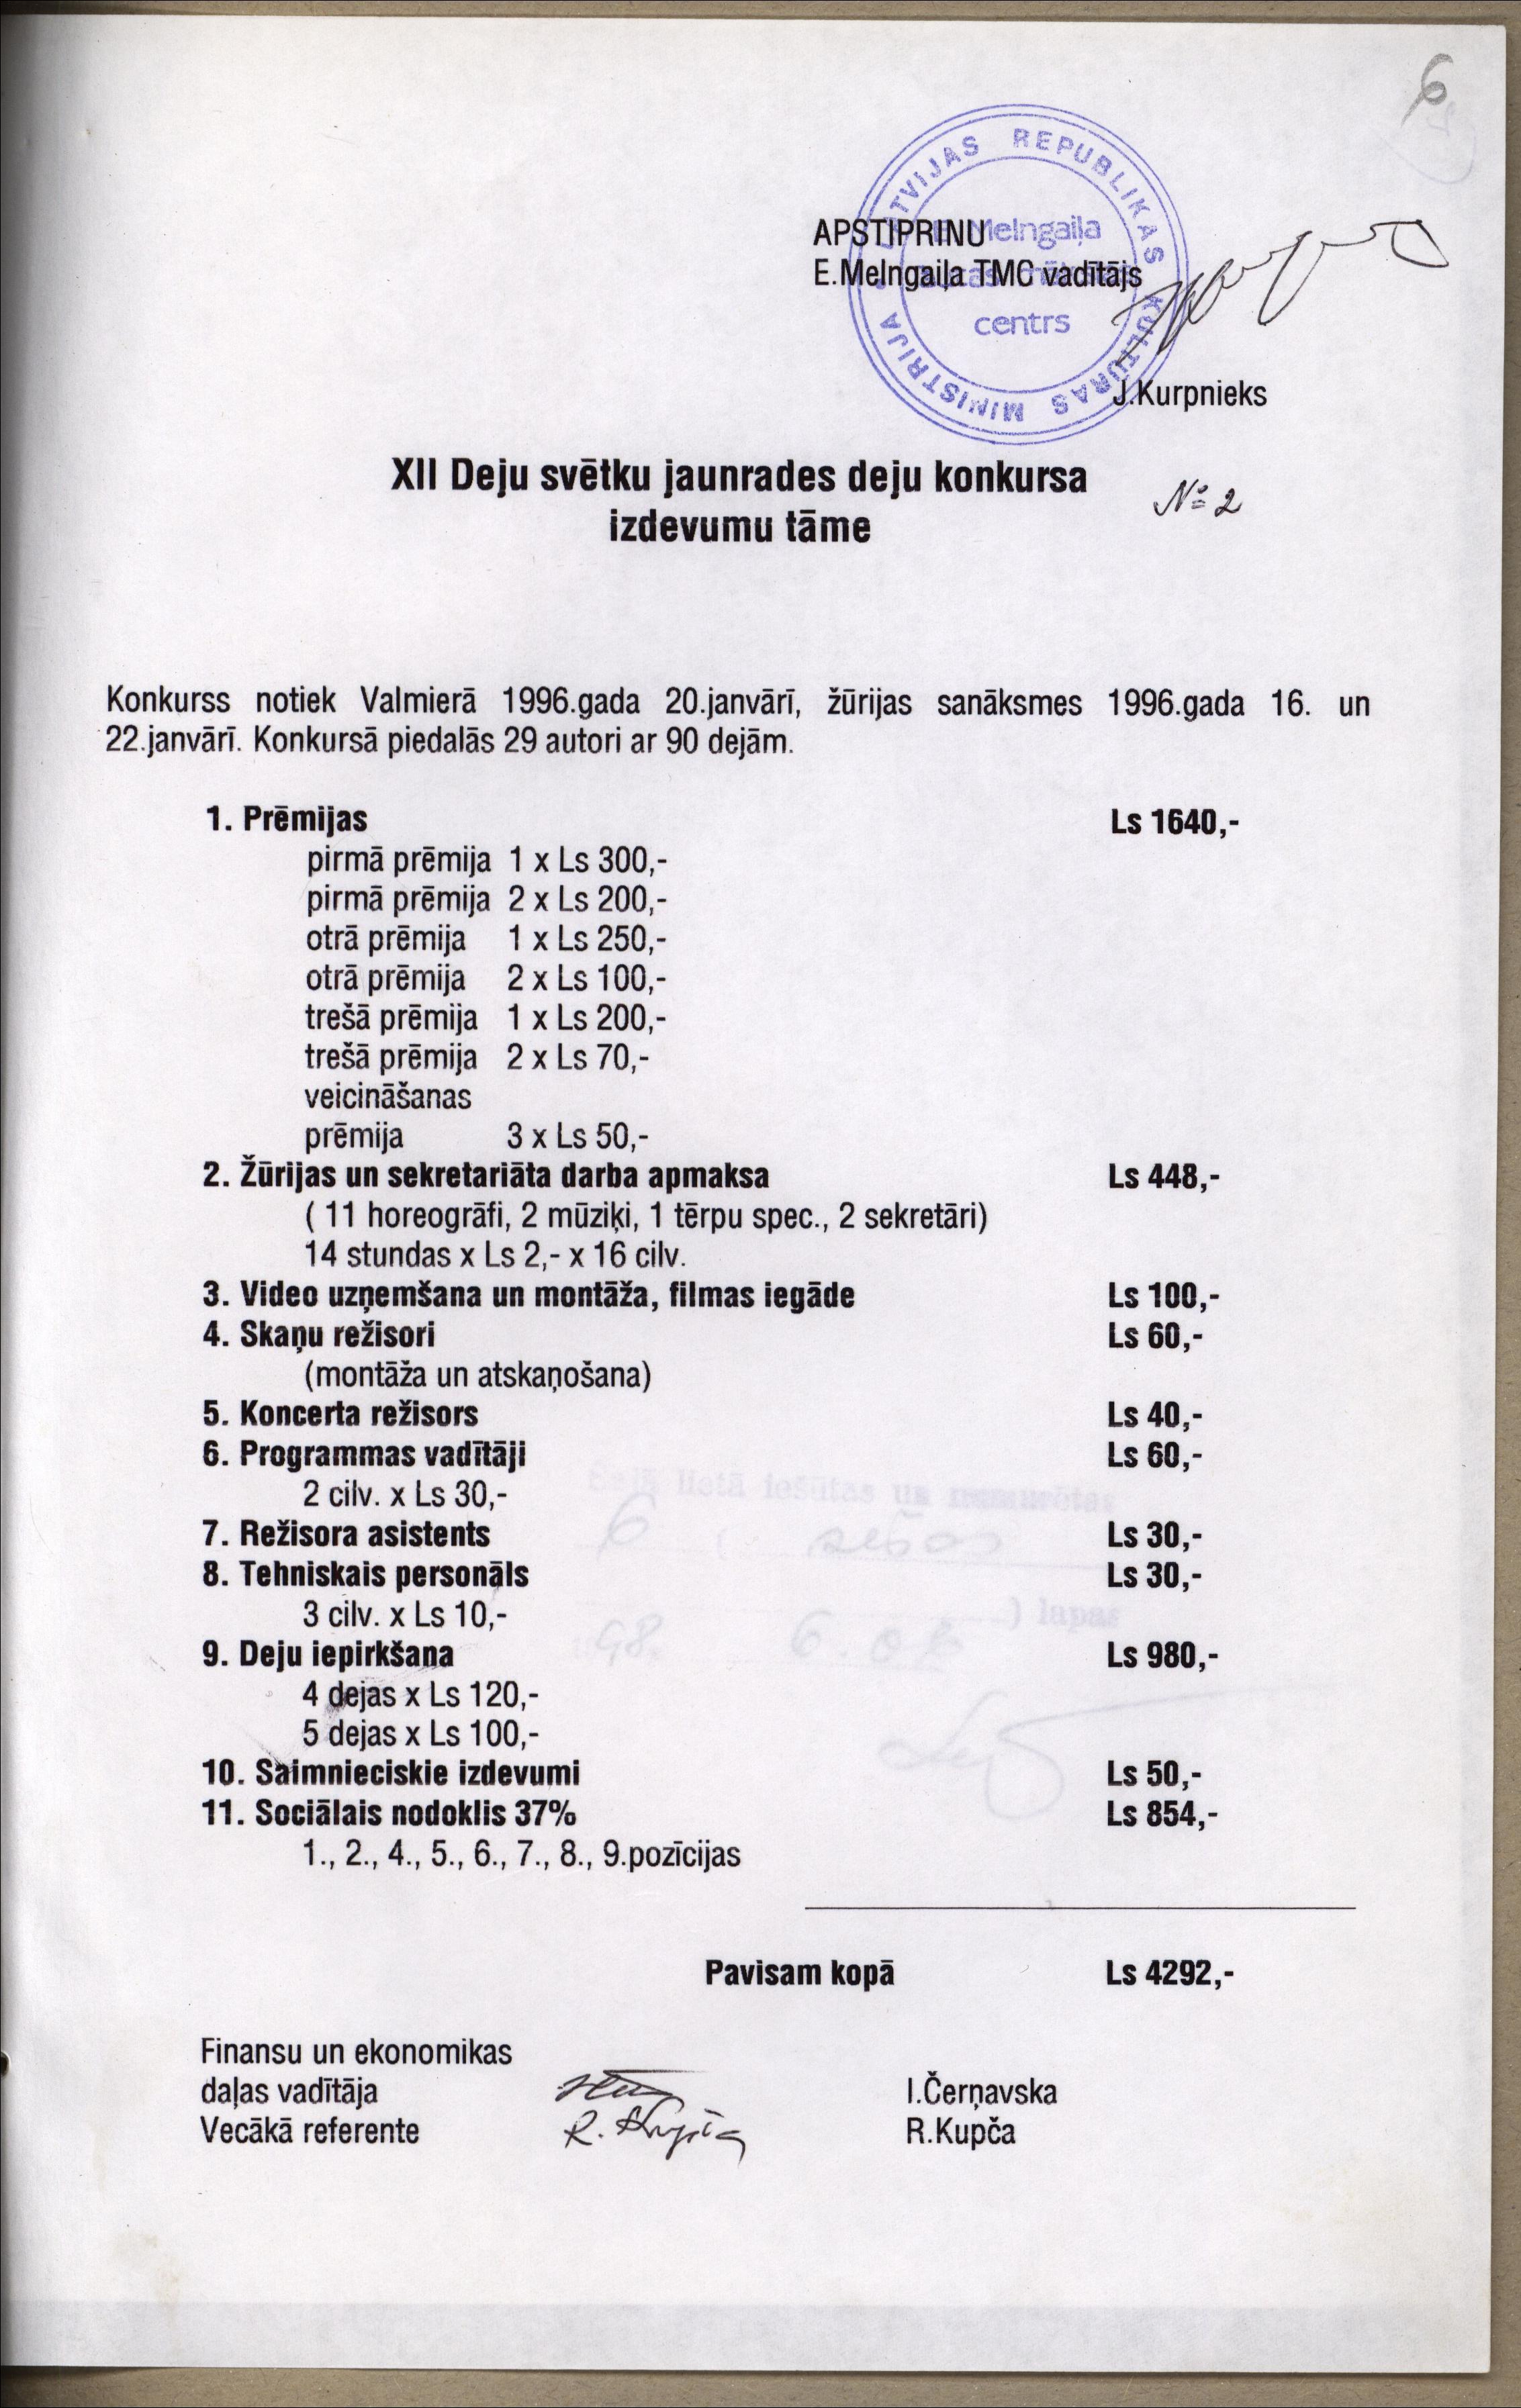 6
LATVIJAS REPUBLIKAS KULTŪRAS MINISTRIJA
E. Melngaiļa
centrs
APSTIPRINU
E.Melngaiļa TMC vadītājs
J.Kurpnieks
XII Deju svētku jaunrades deju konkursa
№ 2
izdevumu tāme
Konkurss notiek Valmierā 1996.gada 20.janvārī, žūrijas sanāksmes 1996.gada 16. un
22.janvārī. Konkursā piedalās 29 autori ar 90 dejām.
1. Prēmijas Ls 1640,-
pirmā prēmija 1 x Ls 300,-
pirmā prēmija 2 x Ls 200,-
otrā prēmija 1 x Ls 250,-
otrā prēmija 2 x Ls 100,-
trešā prēmija 1 x Ls 200,-
trešā prēmija 2 x Ls 70,-
veicināšanas
prēmija 3 x Ls 50,-
2. Žūrijas un sekretariāta darba apmaksa Ls 448,-
( 11 horeogrāfi, 2 mūziķi, 1 tērpu spec., 2 sekretāri)
14 stundas x Ls 2,- x 16 cilv.
3. Video uzņemšana un montāža, filmas iegāde Ls 100,-
4. Skaņu režisori Ls 60,-
(montāža un atskaņošana)
5. Koncerta režisors Ls 40,-
6. Programmas vadītāji Ls 60,-
2 cilv. x Ls 30,-
7. Režisora asistents Ls 30,-
8. Tehniskais personāls Ls 30,-
3 cilv. x Ls 10,-
9. Deju iepirkšana Ls 980,-
4 dejas x Ls 120,-
5 dejas x Ls 100,-
10. Saimnieciskie izdevumi Ls 50,-
11. Sociālais nodoklis 37% Ls 854,-
1., 2., 4., 5., 6., 7., 8., 9.pozīcijas
Pavisam kopā Ls 4292,-
Finansu un ekonomikas
daļas vadītāja I.Čerņavska
Vecākā referente R. Kupča R.Kupča